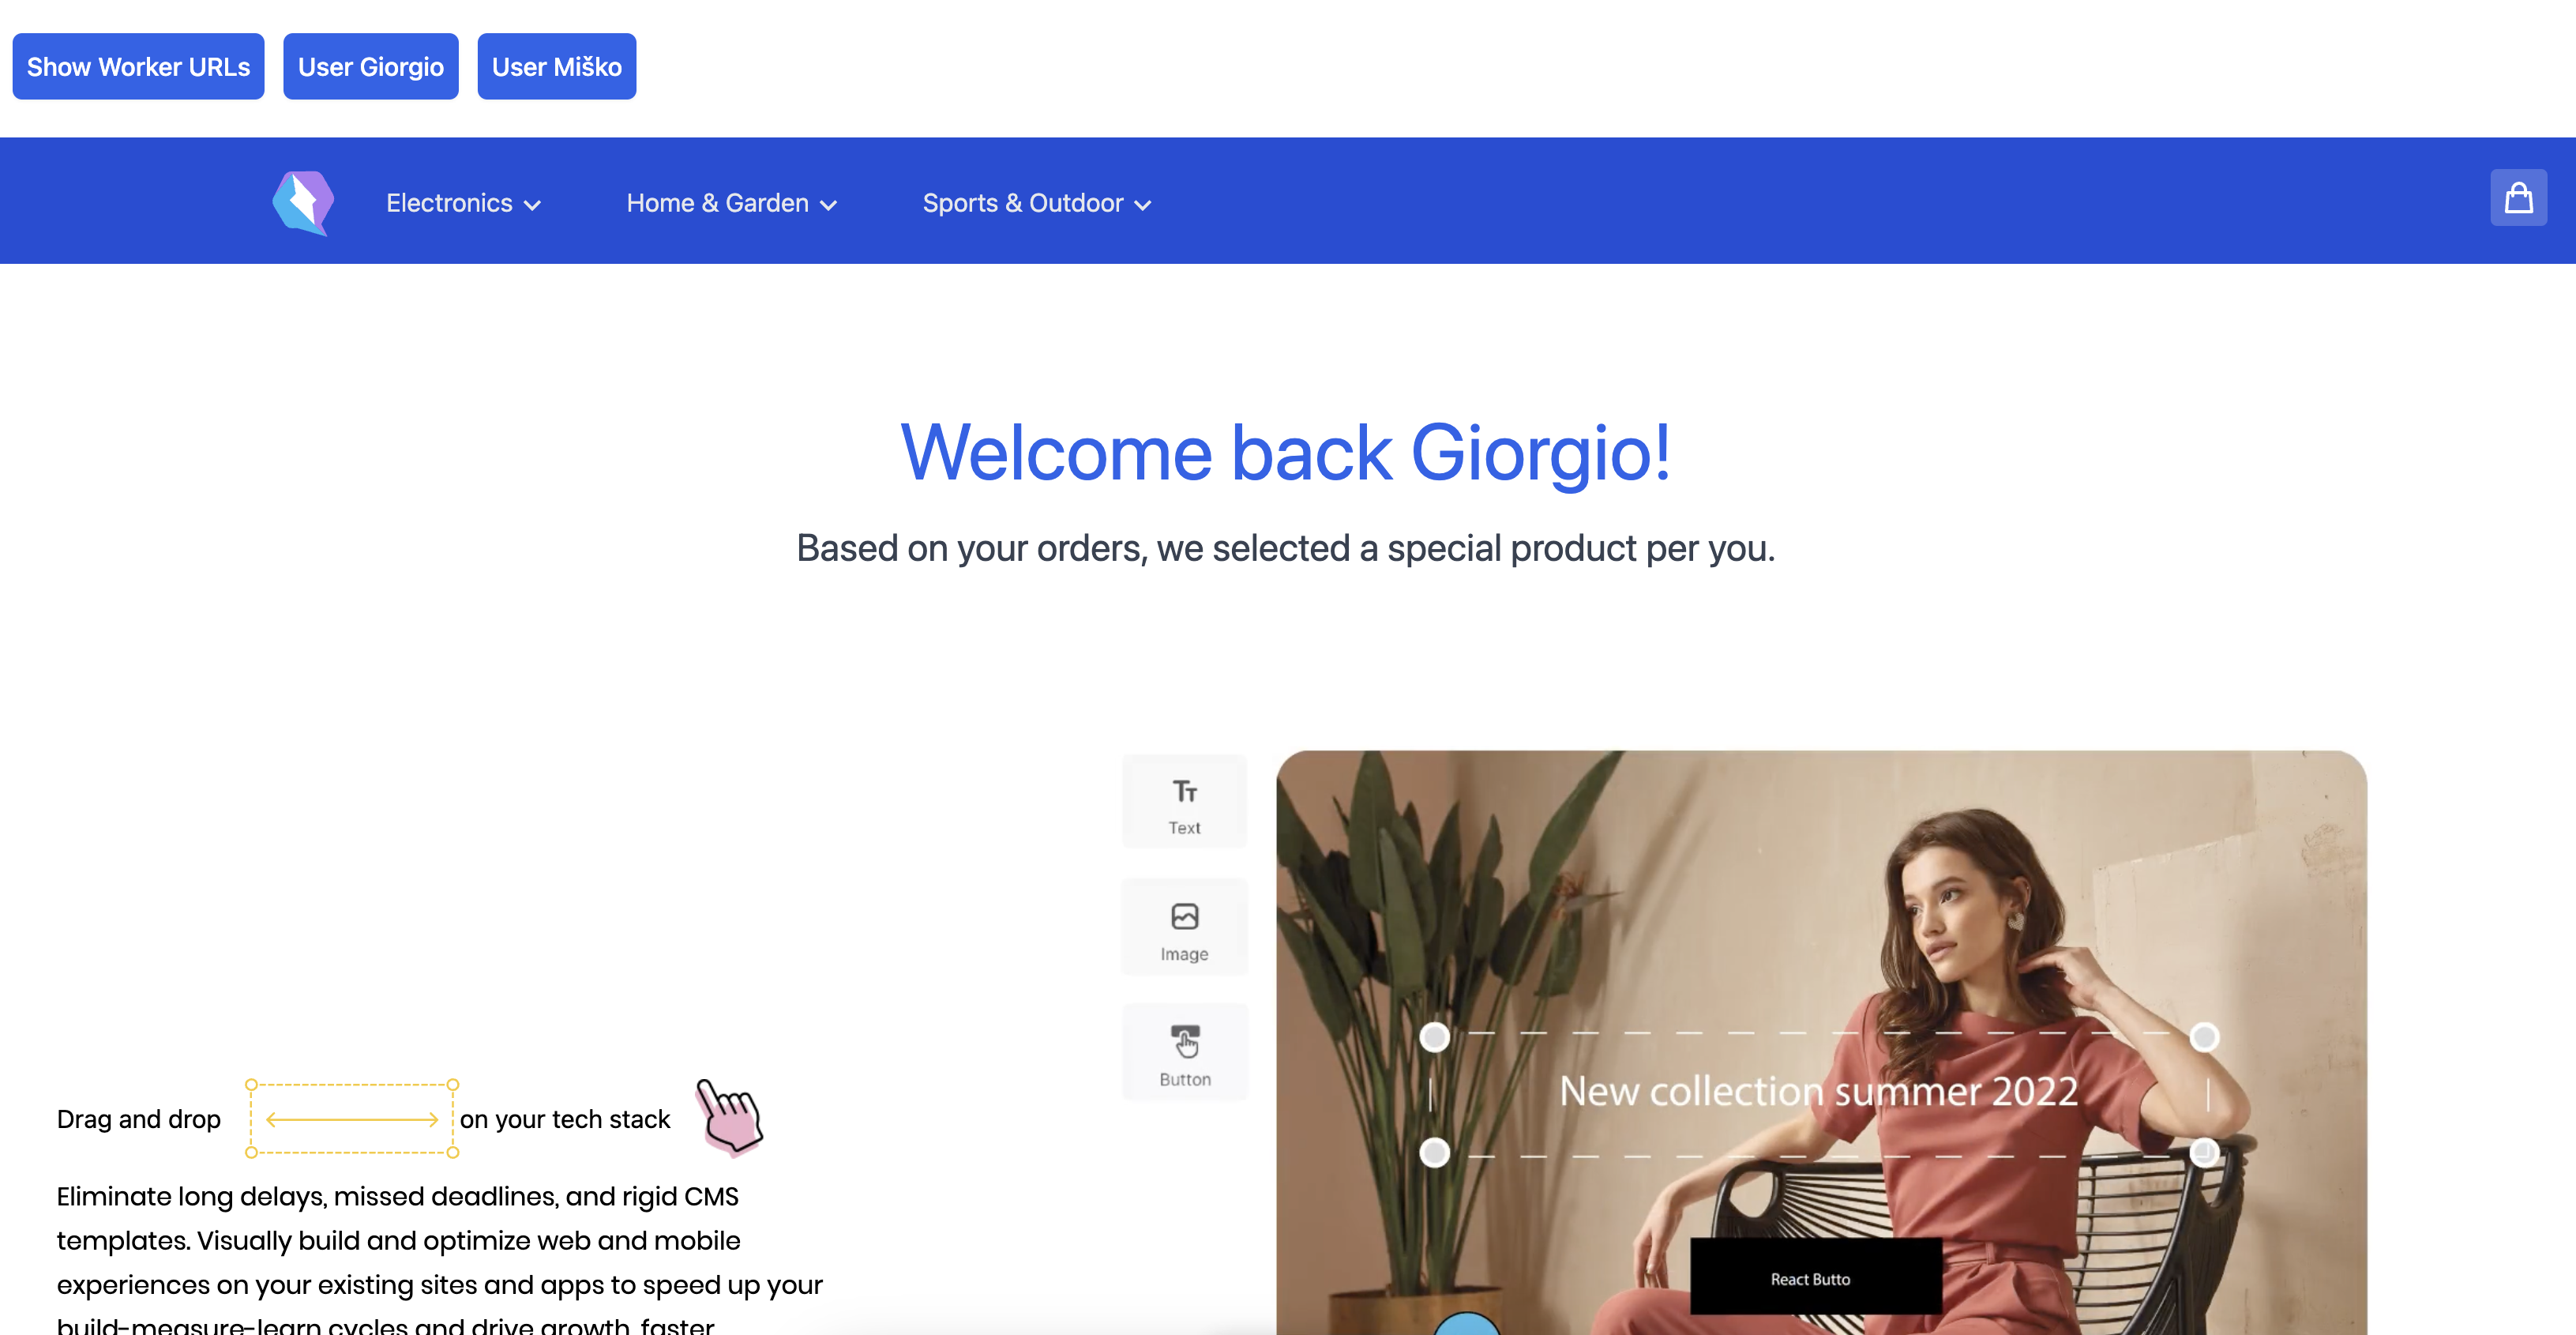 Show Worker URLs
User Giorgio
User Miško
Electronics
Home & Garden
Sports & Outdoor
Welcome back Giorgio!
Based on your orders, we selected a special product per you.
Text
Image
Button
New collection summer 2022
React Butto
Drag and drop on your tech stack
Eliminate long delays, missed deadlines, and rigid CMS
templates. Visually build and optimize web and mobile
experiences on your existing sites and apps to speed up your
build-measure-learn cycles and drive growth, faster